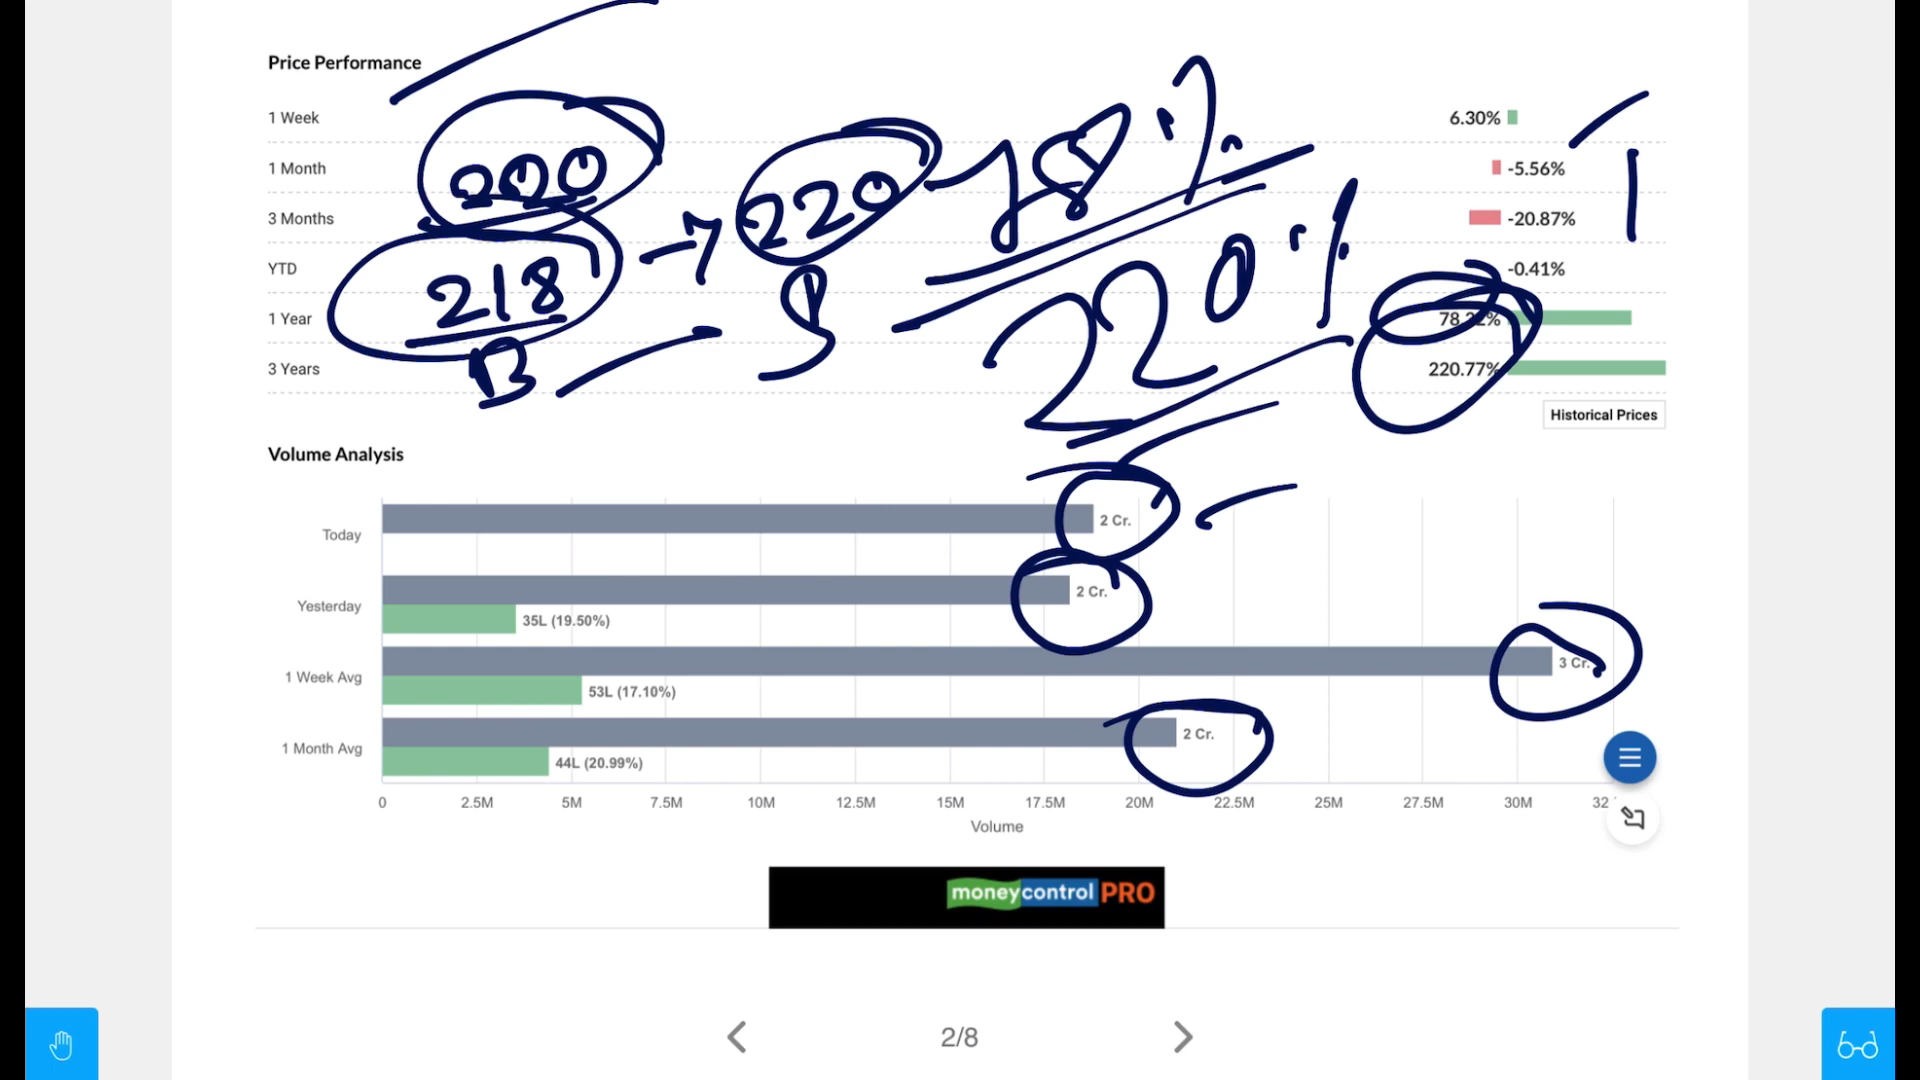 Price Performance
1 Week 6.30%
1 Month -5.56%
3 Months -20.87%
YTD -0.41%
1 Year 78.22%
3 Years 220.77%
200
218
B
220
S
78%
220%
Historical Prices
Volume Analysis
Today 2 Cr.
Yesterday 2 Cr.
35L (19.50%)
1 Week Avg 3 Cr.
53L (17.10%)
1 Month Avg 2 Cr.
44L (20.99%)
0 2.5M 5M 7.5M 10M 12.5M 15M 17.5M 20M 22.5M 25M 27.5M 30M
Volume
moneycontrol PRO
2/8